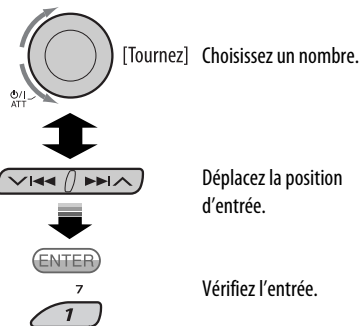 [Tournez] Choisissez un nombre.
⏻/I
ATT
Déplacez la position
d'entrée.
ENTER
7
Vérifiez l'entrée.
1